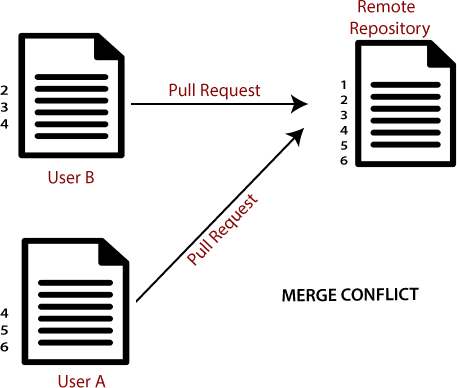 Remote
Repository
Pull Request
2
3
4
1
2
3
4
5
6
User B
Pull Request
MERGE CONFLICT
4
5
6
User A